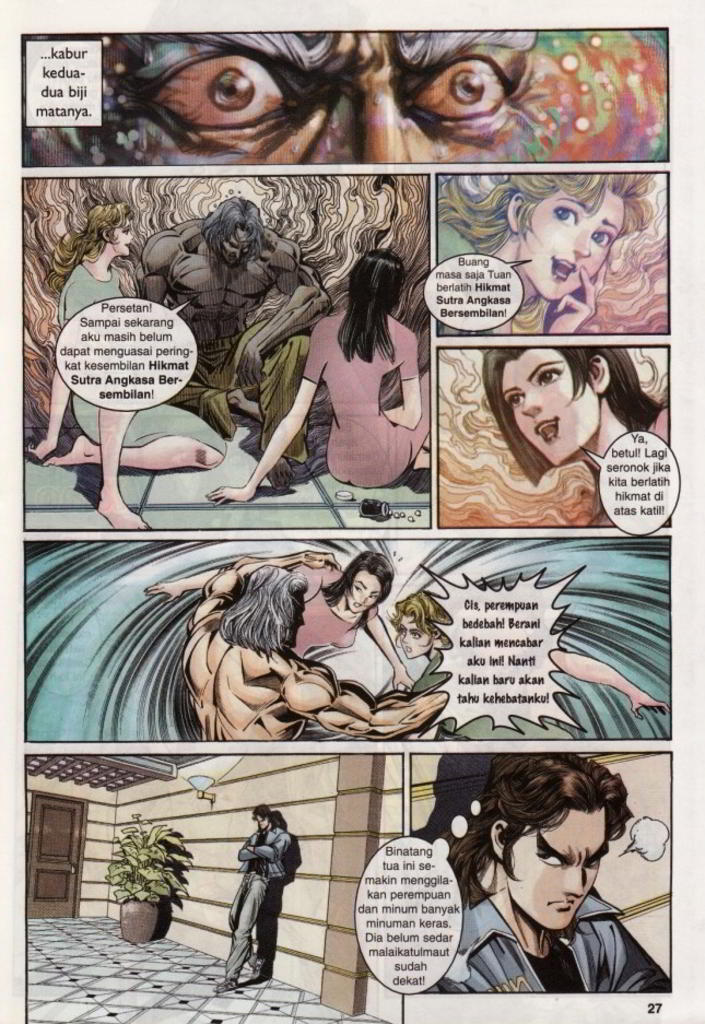 ...kabur
kedua-
dua biji
matanya.
Persetan!
Sampai sekarang
aku masih belum
dapat menguasai pering-
kat kesembilan Hikmat
Sutra Angkasa Ber-
sembilan!
Buang
masa saja Tuan
berlatih Hikmat
Sutra Angkasa
Bersembilan!
Ya,
betul! Lagi
seronok jika
kita berlatih
hikmat di
atas katil!
Cis, perempuan
bedebah! Berani
kalian mencabar
aku ini! Nanti
kalian baru akan
tahu kehebatanku!
Binatang
tua ini se-
makin menggila-
kan perempuan
dan minum banyak
minuman keras.
Dia belum sedar
malaikatulmaut
sudah
dekat!
27